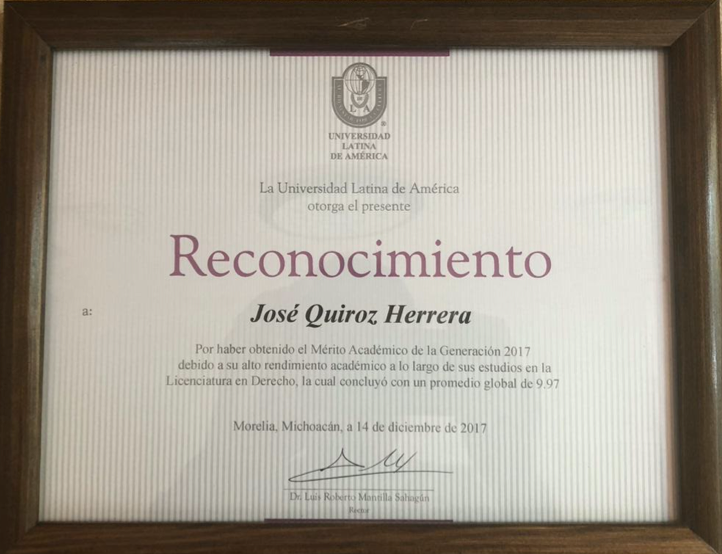 UNIVERSIDAD
LATINA
DE AMÉRICA
La Universidad Latina de América
otorga el presente
Reconocimiento
a: José Quiroz Herrera
Por haber obtenido el Mérito Académico de la Generación 2017
debido a su alto rendimiento académico a lo largo de sus estudios en la
Licenciatura en Derecho, la cual concluyó con un promedio global de 9.97
Morelia, Michoacán, a 14 de diciembre de 2017
Dr. Luis Roberto Mantilla Sahagún
Rector